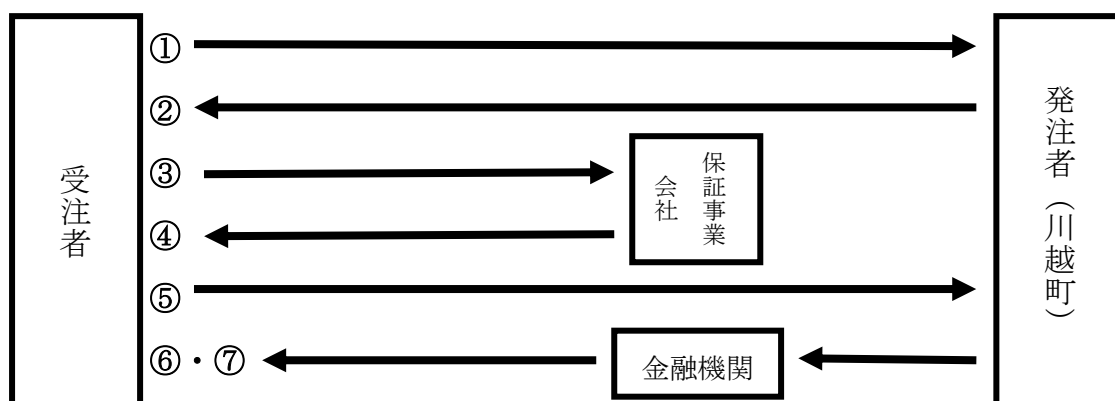 受注者
①
②
③
④
⑤
⑥・⑦
保証事業
会社
金融機関
発注者（川越町）